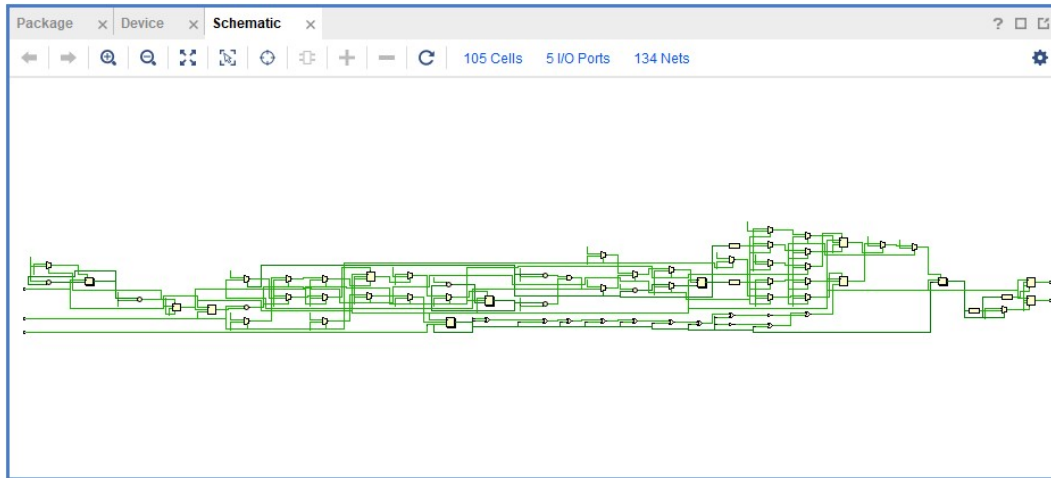 Package × Device × Schematic × ?
105 Cells 5 I/O Ports 134 Nets